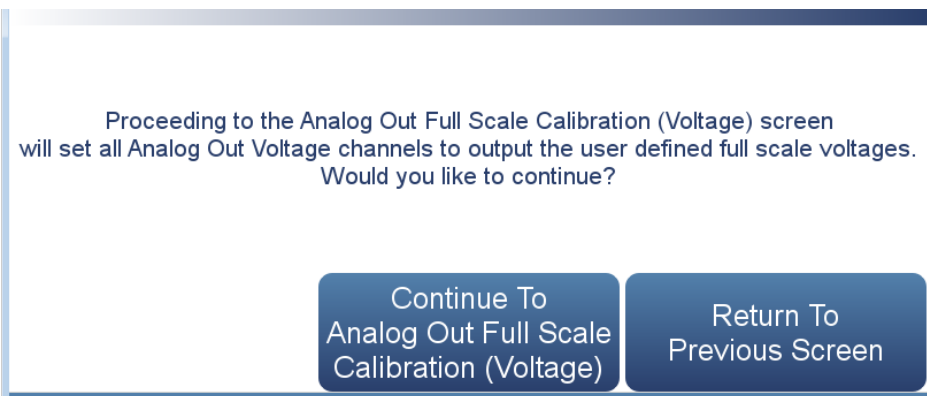 Proceeding to the Analog Out Full Scale Calibration (Voltage) screen
will set all Analog Out Voltage channels to output the user defined full scale voltages.
Would you like to continue?
Continue To
Analog Out Full Scale
Calibration (Voltage)
Return To
Previous Screen